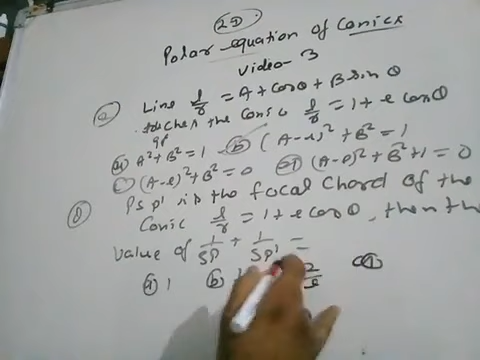 2D.
Polar equation of Conics
Video-3
Q Line l/r = A + cosθ + B sin θ
touches the Conic l/r = 1 + e cosθ
a) A² + B² = 1 b) (A-e)² + B² = 1
c) (A-e)² + B² = 0 d) (A-e)² + B² + 1 = 0
Q PSP' is the focal Chord of the
Conic l/r = 1 + e cosθ, then the
value of 1/SP + 1/SP' =
a) 1 b)